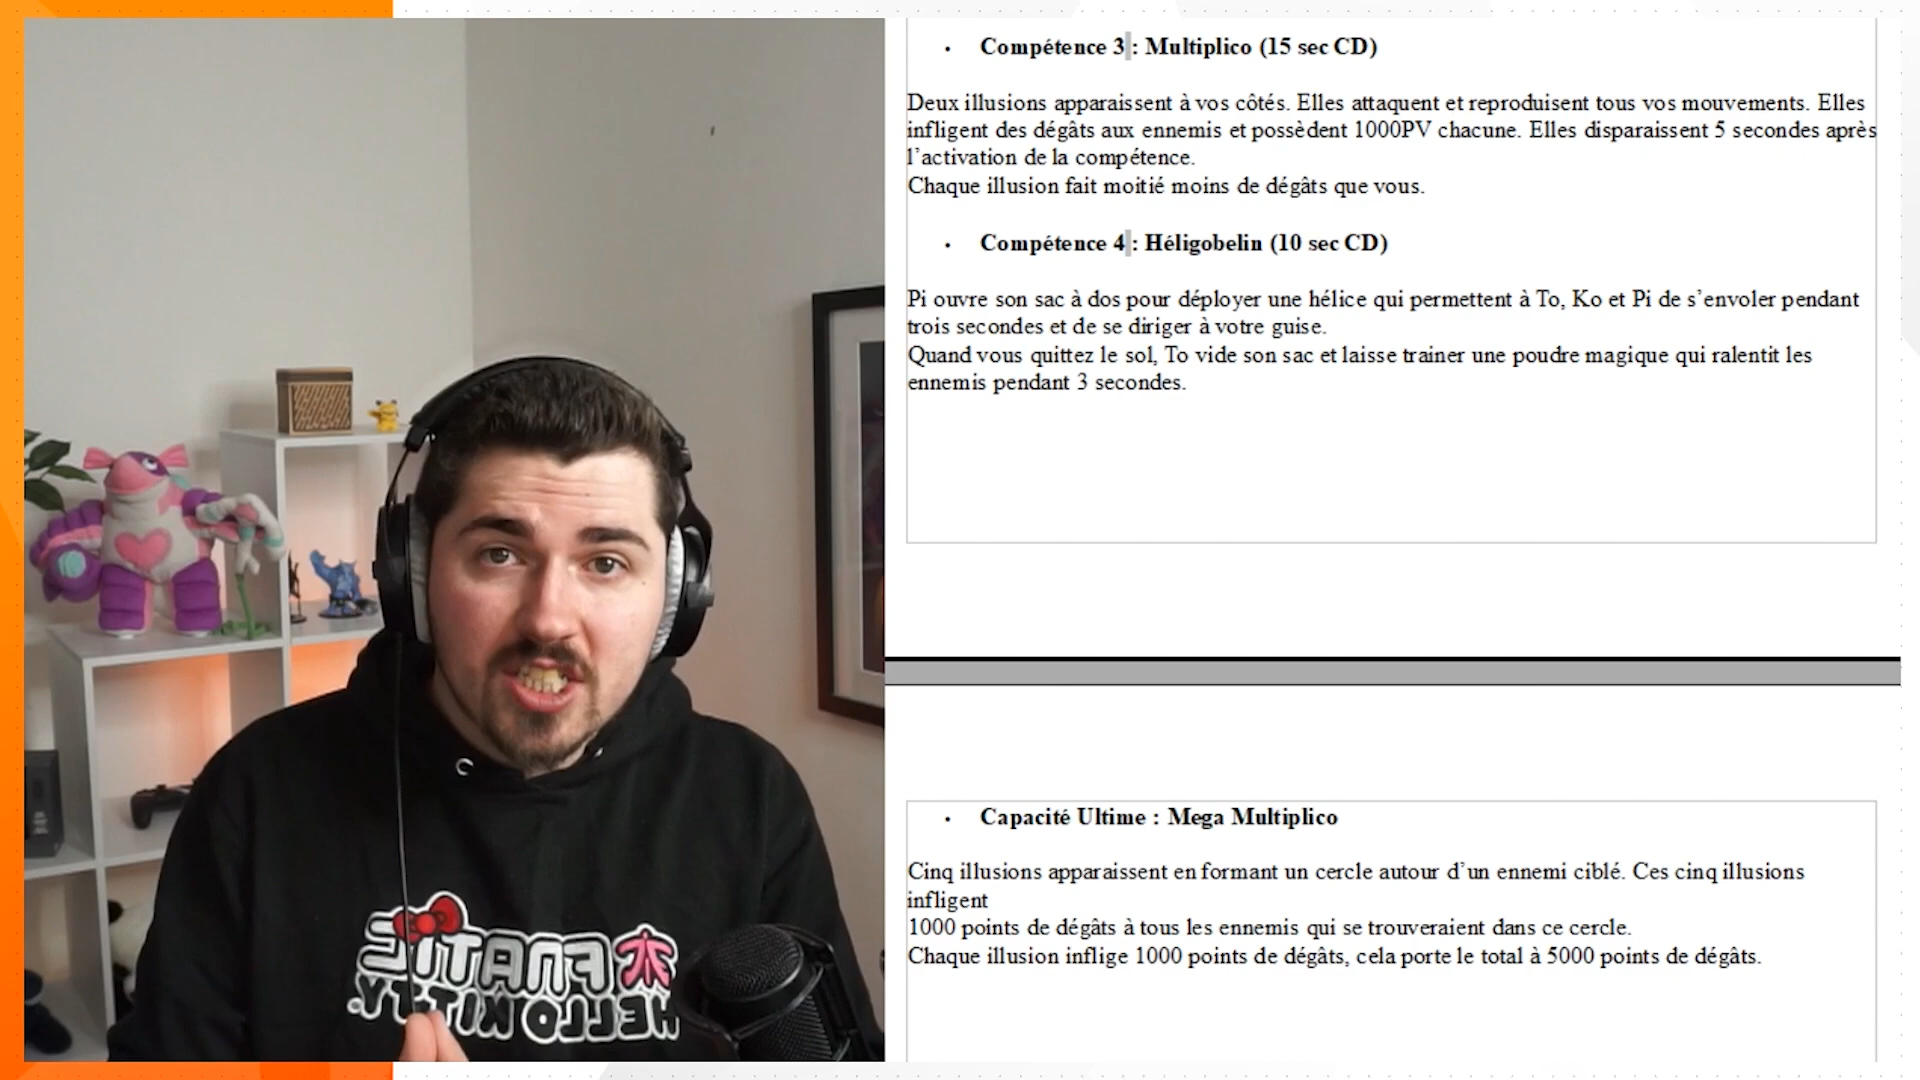 • Compétence 3 : Multiplico (15 sec CD)
Deux illusions apparaissent à vos côtés. Elles attaquent et reproduisent tous vos mouvements. Elles
infligent des dégâts aux ennemis et possèdent 1000PV chacune. Elles disparaissent 5 secondes après
l’activation de la compétence.
Chaque illusion fait moitié moins de dégâts que vous.
• Compétence 4 : Héligobelin (10 sec CD)
Pi ouvre son sac à dos pour déployer une hélice qui permettent à To, Ko et Pi de s’envoler pendant
trois secondes et de se diriger à votre guise.
Quand vous quittez le sol, To vide son sac et laisse trainer une poudre magique qui ralentit les
ennemis pendant 3 secondes.
• Capacité Ultime : Mega Multiplico
Cinq illusions apparaissent en formant un cercle autour d’un ennemi ciblé. Ces cinq illusions
infligent
1000 points de dégâts à tous les ennemis qui se trouveraient dans ce cercle.
Chaque illusion inflige 1000 points de dégâts, cela porte le total à 5000 points de dégâts.
FNATIC
HELLO KITTY